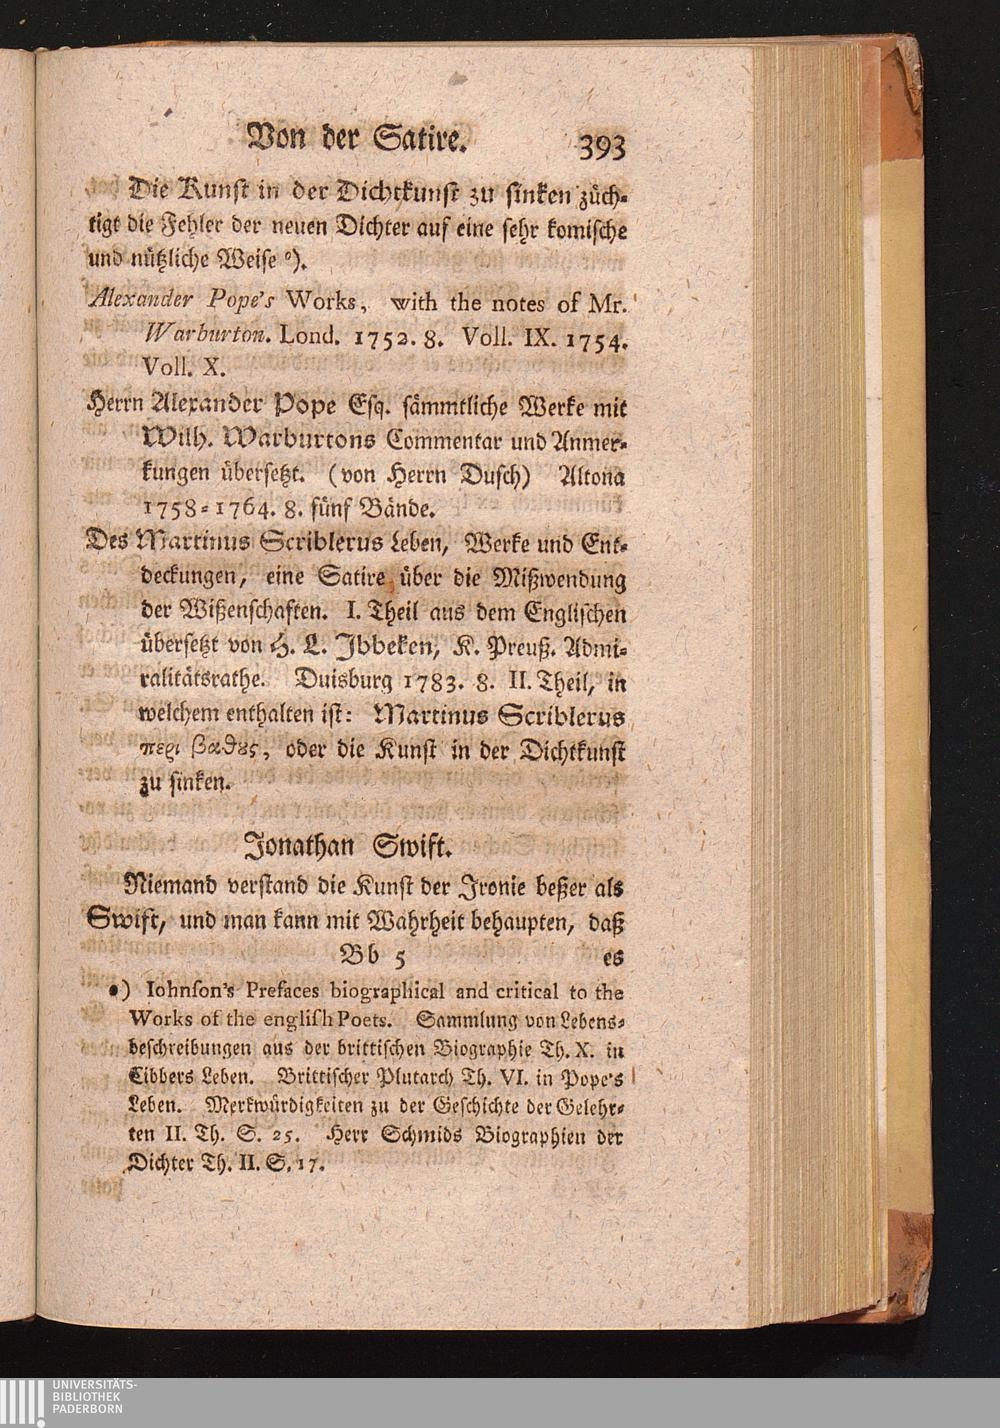 Von der Satire. 393
Die Kunst in der Dichtkunst zu sinken züch-
tigt die Fehler der neuen Dichter auf eine sehr komische
und nützliche Weise °).
Alexander Pope's Works, with the notes of Mr.
Warburton. Lond. 1752. 8. Voll. IX. 1754.
Voll. X.
Herrn Alexander Pope Esq. sämmtliche Werke mit
Wilh. Warburtons Commentar und Anmer-
kungen übersetzt. (von Herrn Dusch) Altona
1758-1764. 8. fünf Bände.
Des Martinus Scriblerus Leben, Werke und Ent-
deckungen, eine Satire über die Mißwendung
der Wißenschaften. I. Theil aus dem Englischen
übersetzt von H. L. Ibbeken, K. Preuß. Admi-
ralitätsrathe. Duisburg 1783. 8. II. Theil, in
welchem enthalten ist: Martinus Scriblerus
περι βαθȣς, oder die Kunst in der Dichtkunst
zu sinken.
Jonathan Swift.
Niemand verstand die Kunst der Ironie beßer als
Swift, und man kann mit Wahrheit behaupten, daß
Bb 5 es
•) Iohnſon's Prefaces biographical and critical to the
Works of the engliſh Poets. Sammlung von Lebens-
beschreibungen aus der brittischen Biographie Th. X. in
Cibbers Leben. Brittischer Plutarch Th. VI. in Pope's
Leben. Merkwürdigkeiten zu der Geschichte der Gelehr-
ten II. Th. S. 25. Herr Schmids Biographien der
Dichter Th. II. S. 17.
UNIVERSITÄTS-
BIBLIOTHEK
PADERBORN